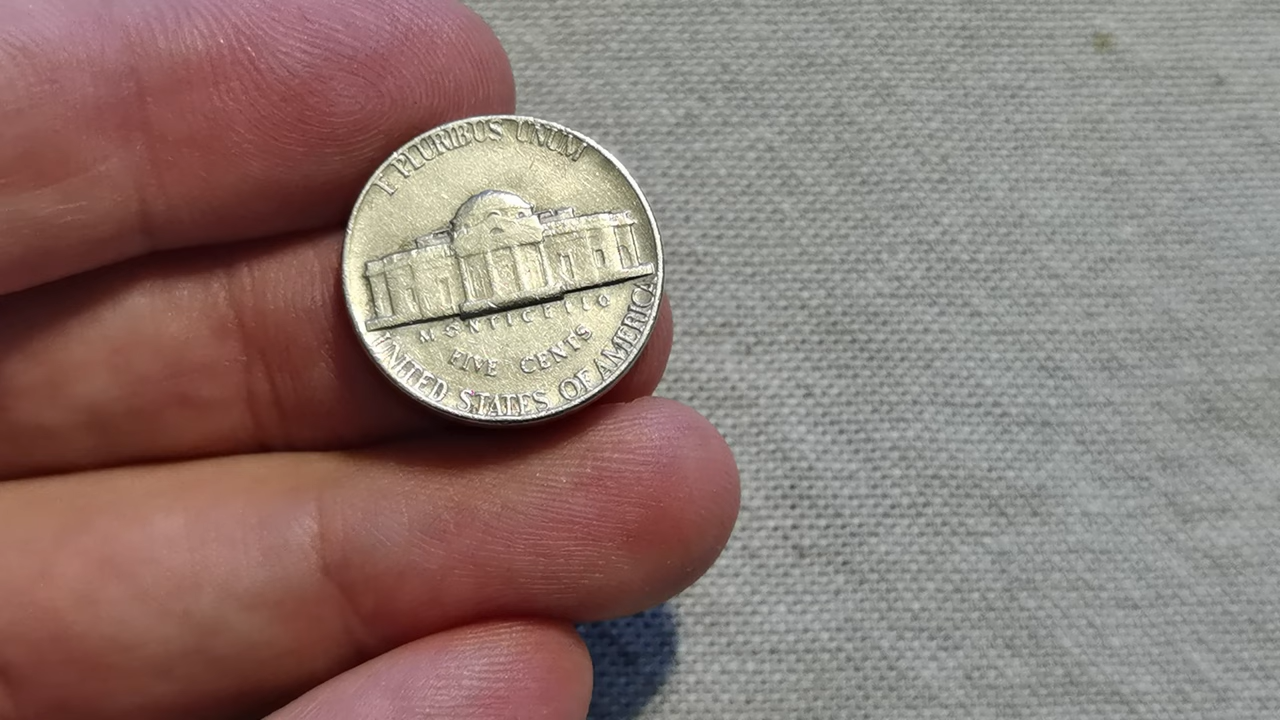 E PLURIBUS UNUM
MONTICELLO
FIVE CENTS
UNITED STATES OF AMERICA